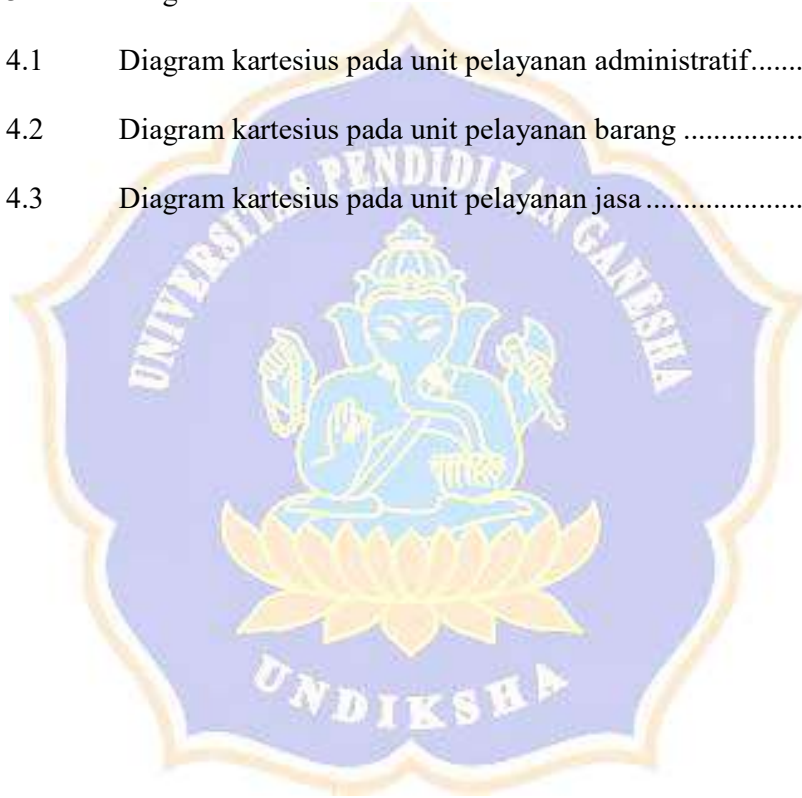 4.1 Diagram kartesius pada unit pelayanan administratif.......
4.2 Diagram kartesius pada unit pelayanan barang ................
4.3 Diagram kartesius pada unit pelayanan jasa....................
UNIVERSITAS PENDIDIKAN GANESHA
UNDIKSHA